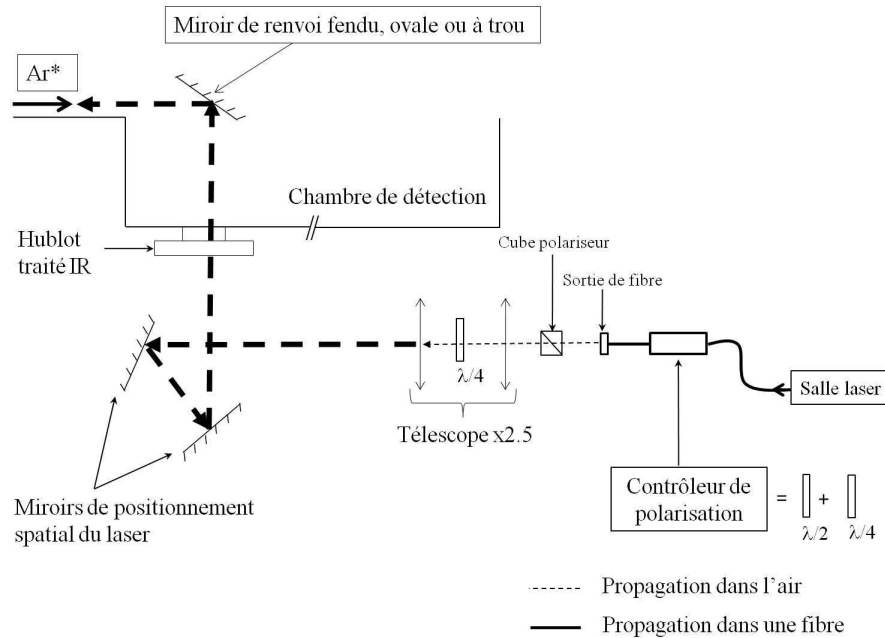 Miroir de renvoi fendu, ovale ou à trou
Ar*
Chambre de détection
Hublot
traité IR
Cube polariseur
Sortie de fibre
λ/4
Salle laser
Télescope x2.5
Miroirs de positionnement
spatial du laser
Contrôleur de
polarisation
= +
λ/2 λ/4
Propagation dans l’air
Propagation dans une fibre